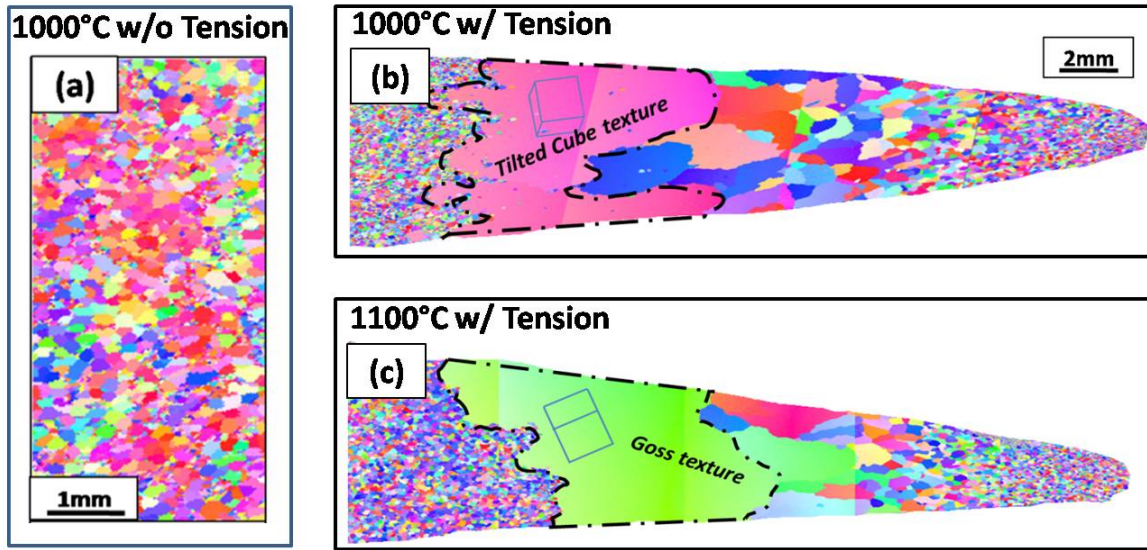 1000°C w/o Tension
(a)
1mm
1000°C w/ Tension
(b)
2mm
Tilted Cube texture
1100°C w/ Tension
(c)
Goss texture